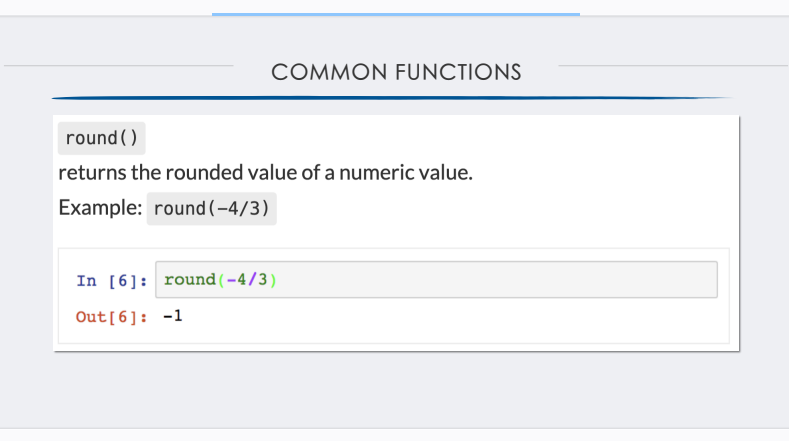 COMMON FUNCTIONS
round()
returns the rounded value of a numeric value.
Example: round(-4/3)
In [6]: round(-4/3)
Out[6]: -1